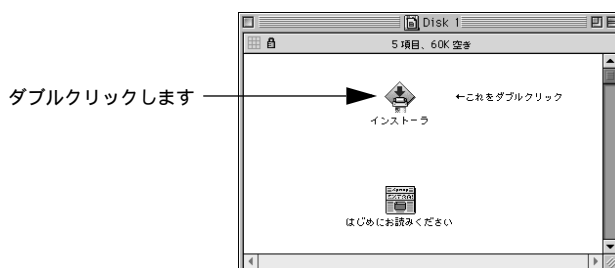 Disk 1
5 項目、60K 空き
ダブルクリックします
←これをダブルクリック
インストーラ
はじめにお読みください